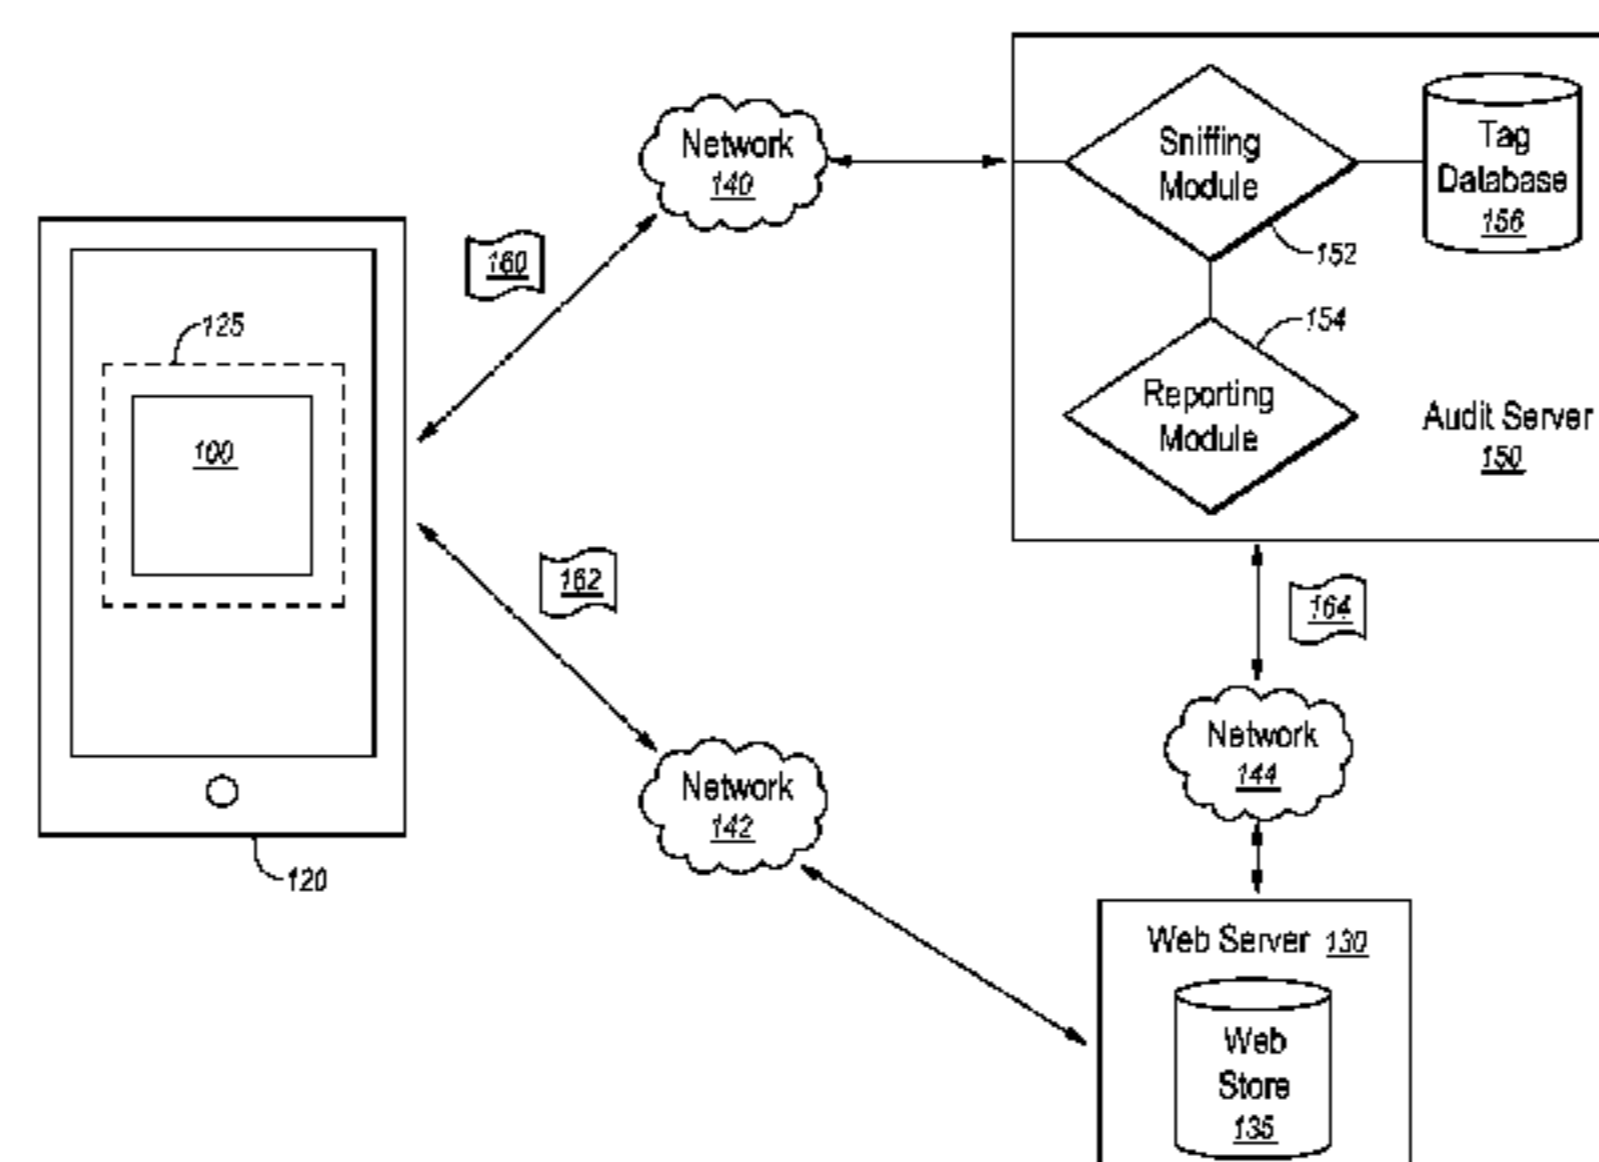 Network
140
Sniffing
Module
Tag
Database
156
152
160
125
154
100
Reporting
Module
Audit Server
150
162
164
Network
144
Network
142
120
Web Server 130
Web
Store
135